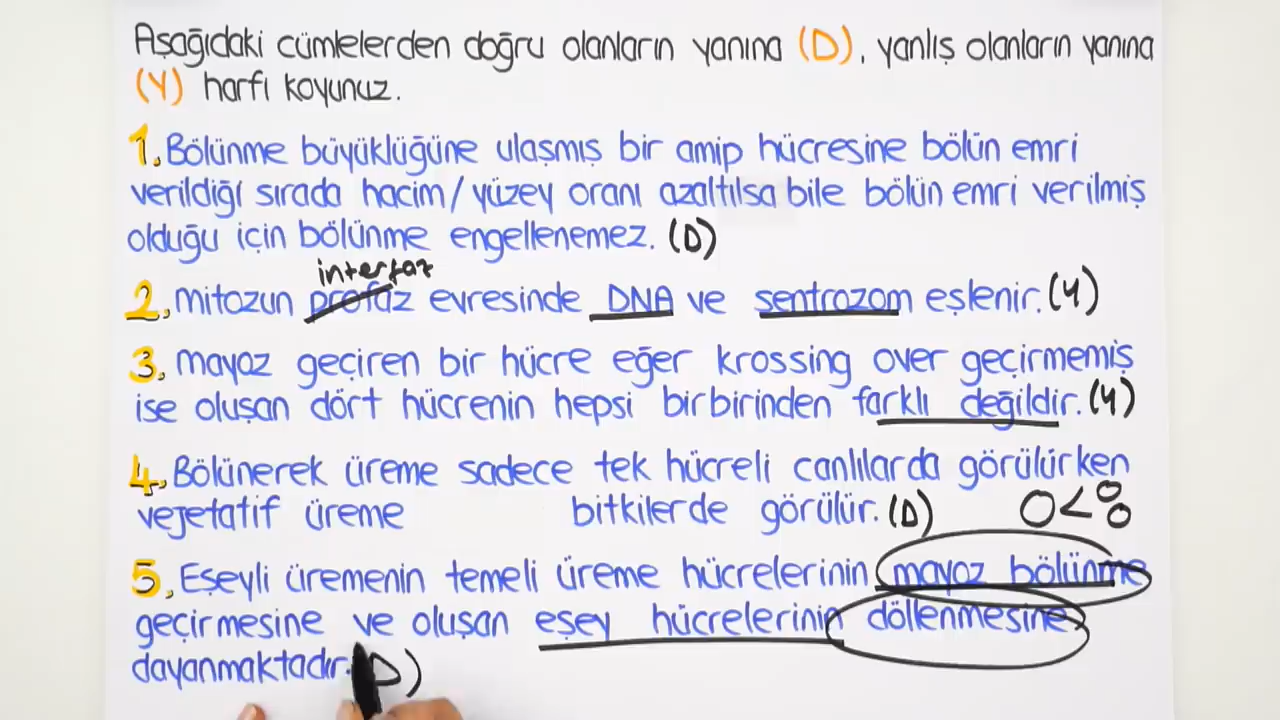 Aşağıdaki cümlelerden doğru olanların yanına (D), yanlış olanların yanına
(Y) harfi koyunuz.
1. Bölünme büyüklüğüne ulaşmış bir amip hücresine bölün emri
verildiği sırada hacim/yüzey oranı azaltılsa bile bölün emri verilmiş
olduğu için bölünme engellenemez. (D)
interfaz
2. Mitozun profaz evresinde DNA ve sentrozom eşlenir. (Y)
3. Mayoz geçiren bir hücre eğer krossing over geçirmemiş
ise oluşan dört hücrenin hepsi birbirinden farklı değildir. (Y)
4. Bölünerek üreme sadece tek hücreli canlılarda görülürken
vejetatif üreme bitkilerde görülür. (D)
5. Eşeyli üremenin temeli üreme hücrelerinin mayoz bölünme
geçirmesine ve oluşan eşey hücrelerinin döllenmesine
dayanmaktadır. (D)